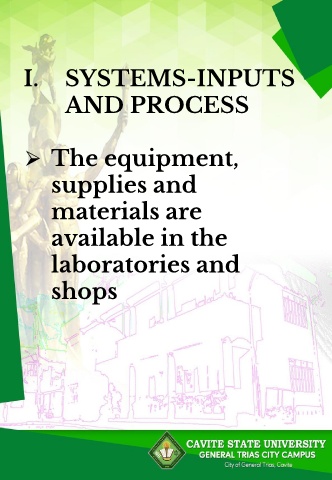 I. SYSTEMS-INPUTS
AND PROCESS
➢ The equipment,
supplies and
materials are
available in the
laboratories and
shops
CAVITE STATE UNIVERSITY
GENERAL TRIAS CITY CAMPUS
City of General Trias, Cavite